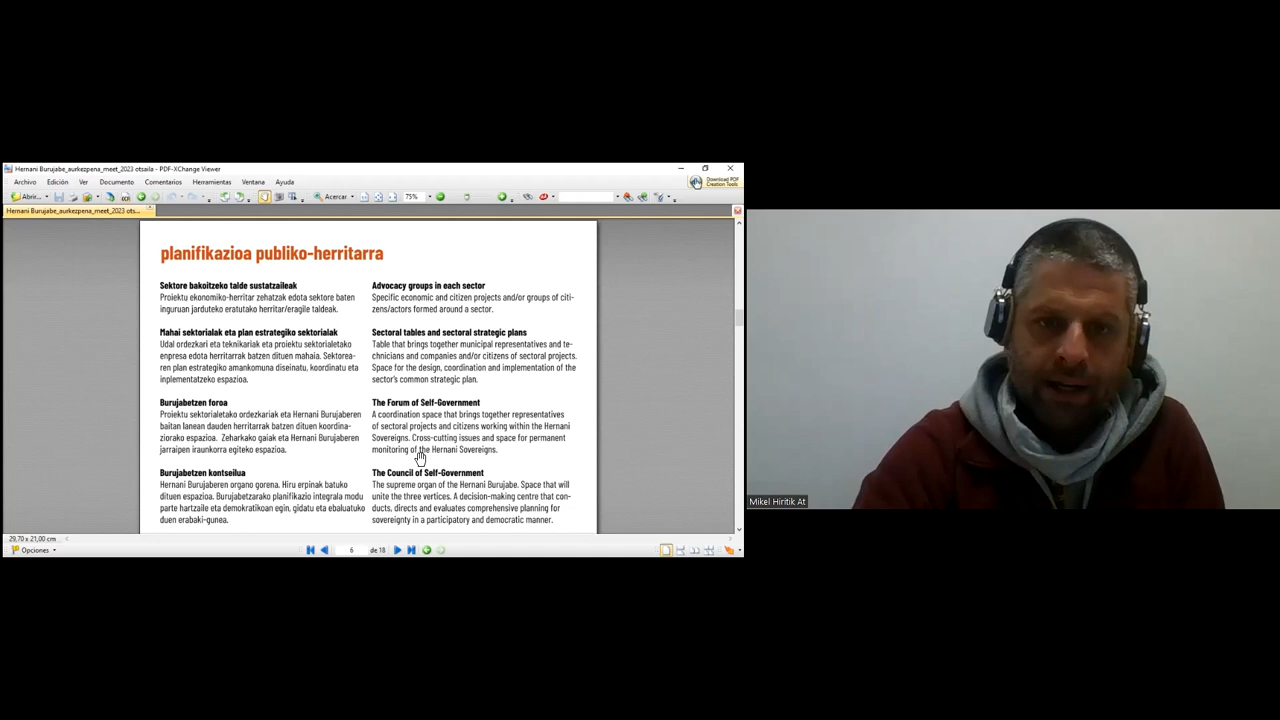 Hernani Burujabe_aurkezpena_meet_2023 otsaila - PDF-XChange Viewer
Archivo Edición Ver Documento Comentarios Herramientas Ventana Ayuda
Download PDF
Creation Tools
Abrir... Acercar 75%
Hernani Burujabe_aurkezpena_meet_2023 ots...
planifikazioa publiko-herritarra
Sektore bakoitzeko talde sustatzaileak
Proiektu ekonomiko-herritar zehatzak edota sektore baten
inguruan jarduteko eratutako herritar/eragile taldeak.
Mahai sektorialak eta plan estrategiko sektorialak
Udal ordezkari eta teknikariak eta proiektu sektorialetako
enpresa edota herritarrak batzen dituen mahaia. Sektorea-
ren plan estrategiko amankomuna diseinatu, koordinatu eta
inplementatzeko espazioa.
Burujabetzen foroa
Proiektu sektorialetako ordezkariak eta Hernani Burujaberen
baitan lanean dauden herritarrak batzen dituen koordina-
ziorako espazioa. Zeharkako gaiak eta Hernani Burujaberen
jarraipen iraunkorra egiteko espazioa.
Burujabetzen kontseilua
Hernani Burujaberen organo gorena. Hiru erpinak batuko
dituen espazioa. Burujabetzarako planifikazio integrala modu
parte hartzaile eta demokratikoan egin, gidatu eta ebaluatuko
duen erabaki-gunea.
Advocacy groups in each sector
Specific economic and citizen projects and/or groups of citi-
zens/actors formed around a sector.
Sectoral tables and sectoral strategic plans
Table that brings together municipal representatives and te-
chnicians and companies and/or citizens of sectoral projects.
Space for the design, coordination and implementation of the
sector's common strategic plan.
The Forum of Self-Government
A coordination space that brings together representatives
of sectoral projects and citizens working within the Hernani
Sovereigns. Cross-cutting issues and space for permanent
monitoring of the Hernani Sovereigns.
The Council of Self-Government
The supreme organ of the Hernani Burujabe. Space that will
unite the three vertices. A decision-making centre that con-
ducts, directs and evaluates comprehensive planning for
sovereignty in a participatory and democratic manner.
29,70 x 21,00 cm
Opciones 6 de 18
Mikel Hiritik At